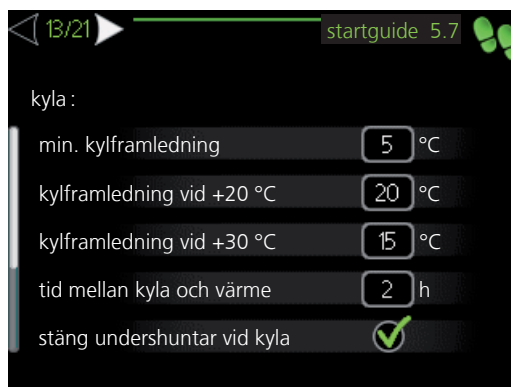 13/21 startguide 5.7
kyla :
min. kylframledning 5 °C
kylframledning vid +20 °C 20 °C
kylframledning vid +30 °C 15 °C
tid mellan kyla och värme 2 h
stäng undershuntar vid kyla